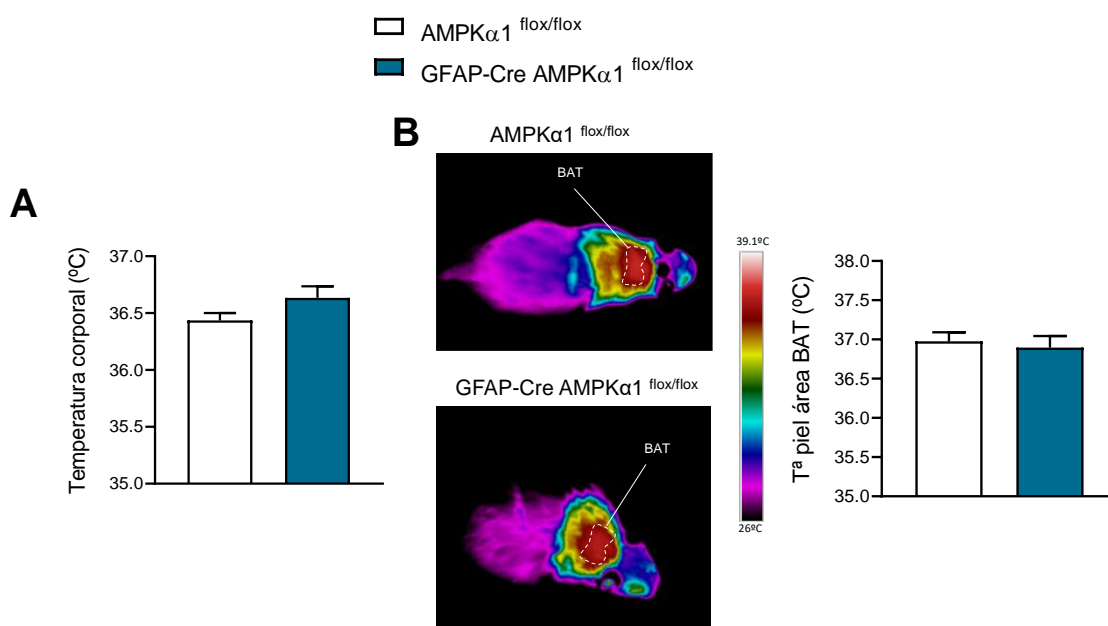 AMPKα1 flox/flox
GFAP-Cre AMPKα1 flox/flox
B
AMPKα1 flox/flox
BAT
A
Temperatura corporal (ºC)
37.0
36.5
36.0
35.5
35.0
39.1ºC
26ºC
GFAP-Cre AMPKα1 flox/flox
BAT
Tª piel área BAT (ºC)
38.0
37.5
37.0
36.5
36.0
35.5
35.0